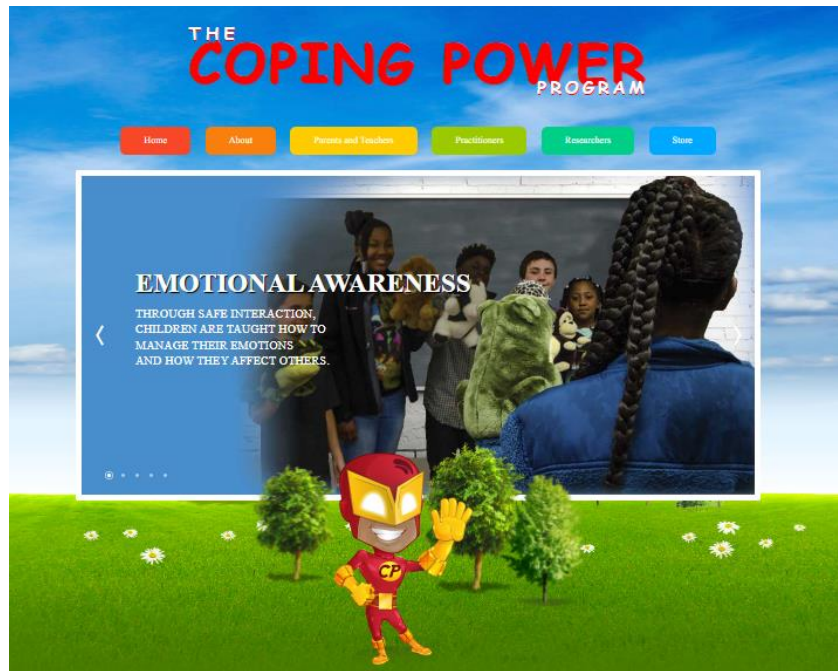 THE
COPING POWER
PROGRAM
Home About Parents and Teachers Practitioners Researchers Store
EMOTIONAL AWARENESS
THROUGH SAFE INTERACTION,
CHILDREN ARE TAUGHT HOW TO
MANAGE THEIR EMOTIONS
AND HOW THEY AFFECT OTHERS.
CP